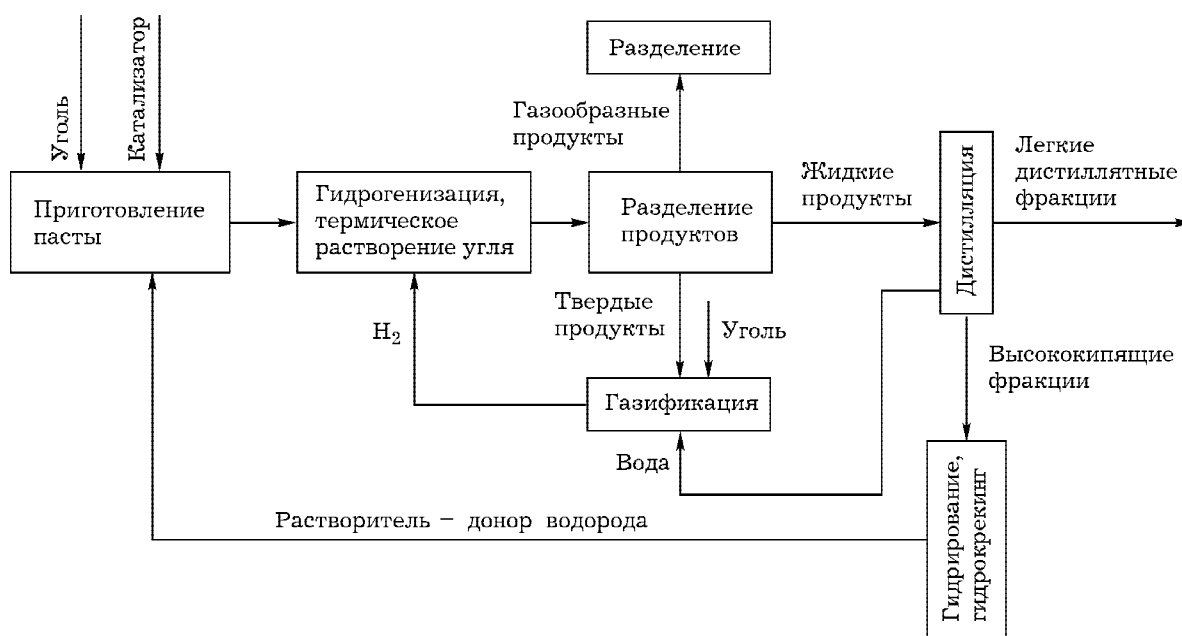 Уголь
Катализатор
Разделение
Газообразные
продукты
Приготовление
пасты
Гидрогенизация,
термическое
растворение угля
Разделение
продуктов
Жидкие
продукты
Дистилляция
Легкие
дистиллятные
фракции
Твердые
продукты
Уголь
H₂
Газификация
Вода
Высококипящие
фракции
Растворитель – донор водорода
Гидрирование,
гидрокрекинг